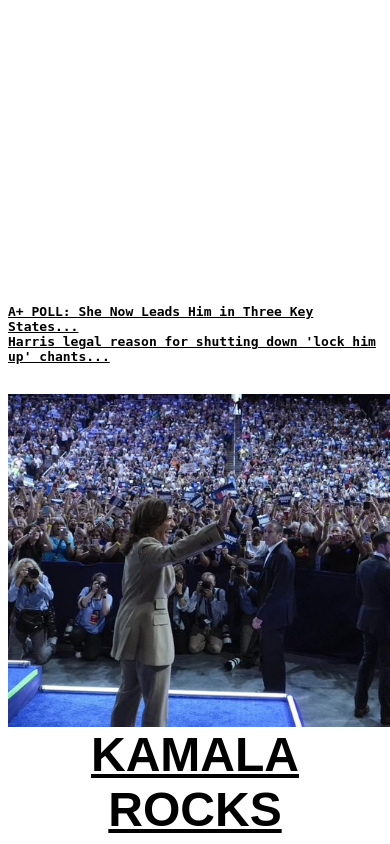 A+ POLL: She Now Leads Him in Three Key
States...
Harris legal reason for shutting down 'lock him
up' chants...
KAMALA
ROCKS